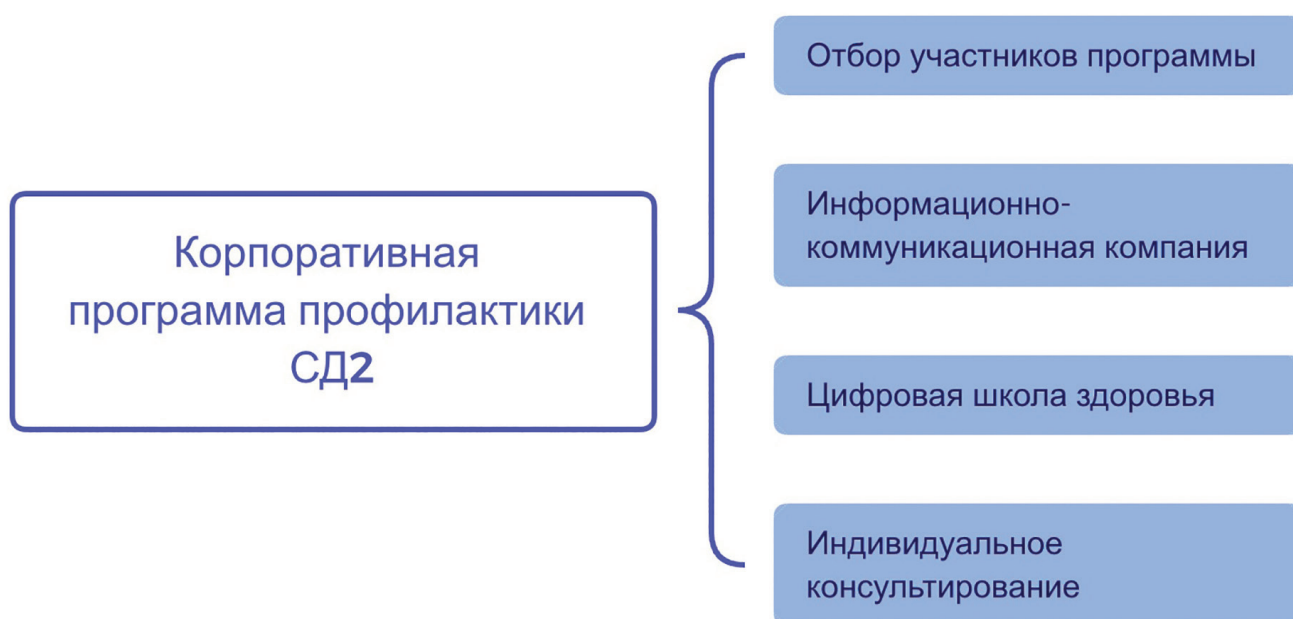 Корпоративная
программа профилактики
СД2
Отбор участников программы
Информационно-
коммуникационная компания
Цифровая школа здоровья
Индивидуальное
консультирование